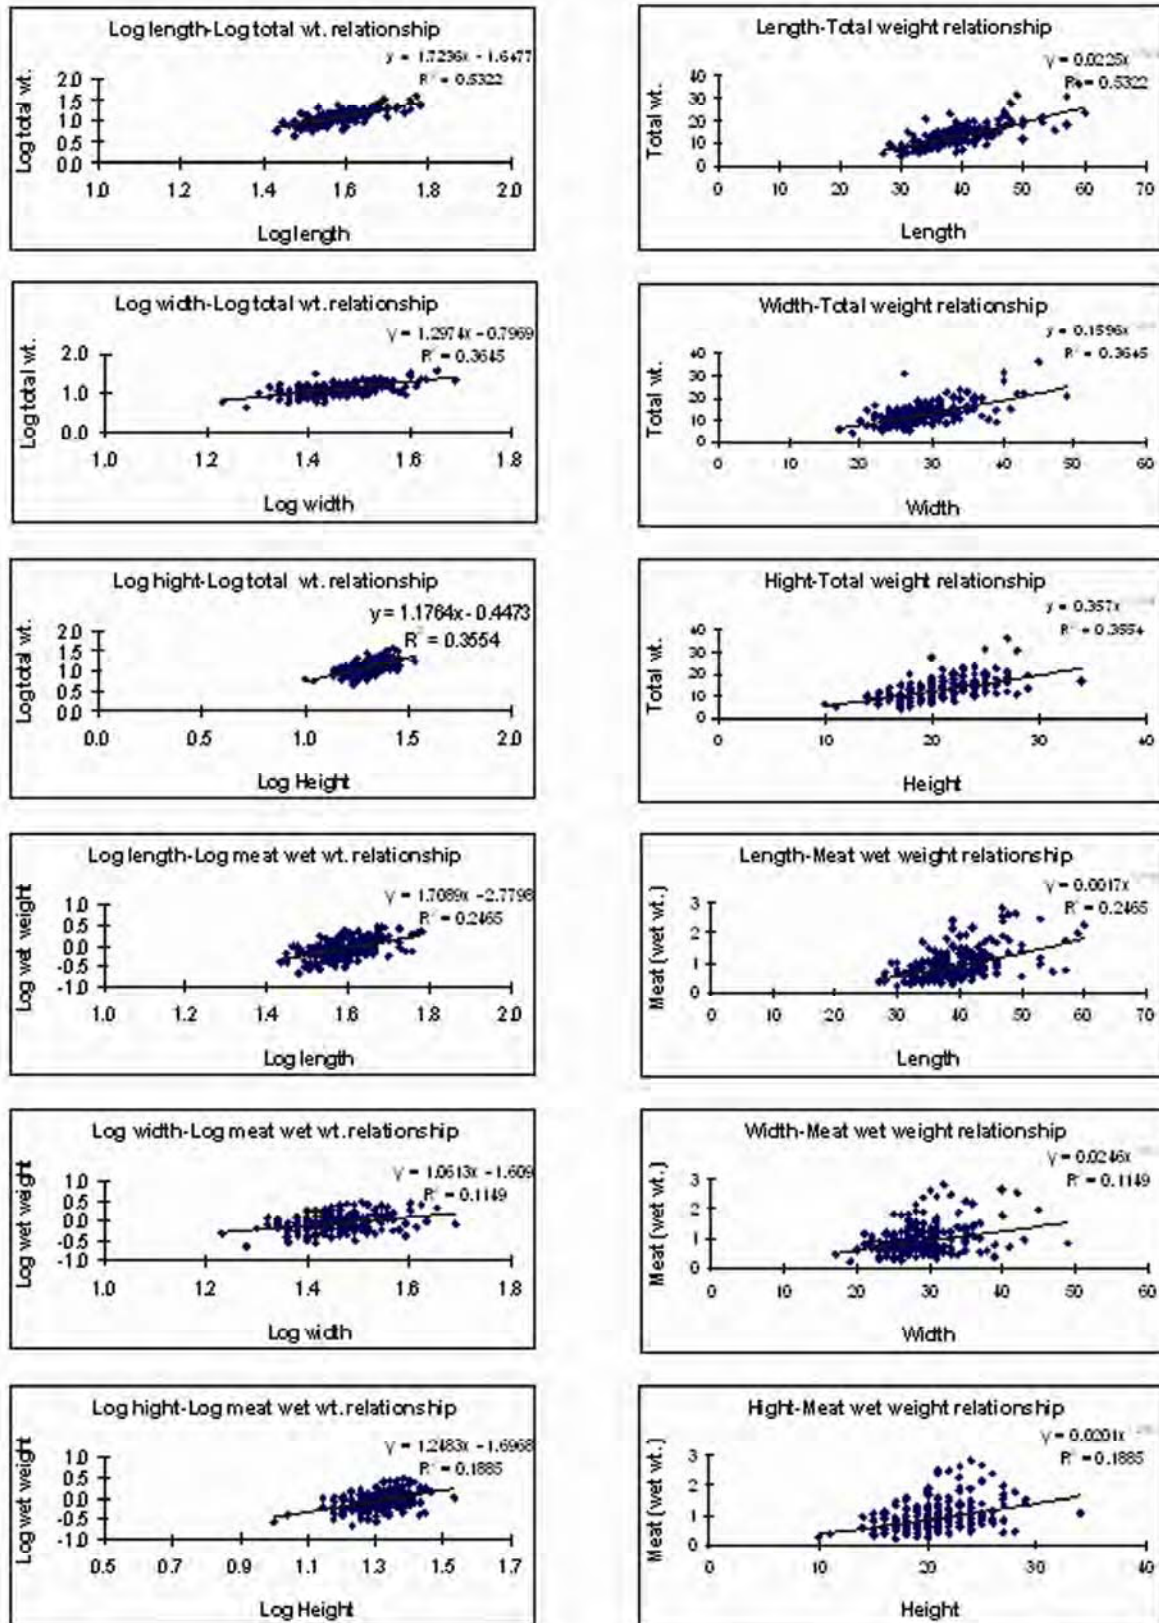 Log length-Log total wt. relationship
y = 1.7236x - 1.6477
R² = 0.5322
Log total wt.
2.0
1.5
1.0
0.5
0.0
1.0 1.2 1.4 1.6 1.8 2.0
Log length
Length-Total weight relationship
y = 0.0225x
R² = 0.5322
Total wt.
40
30
20
10
0
0 10 20 30 40 50 60 70
Length
Log width-Log total wt. relationship
y = 1.2974x - 0.7969
R² = 0.3645
Log total wt.
2.0
1.0
0.0
1.0 1.2 1.4 1.6 1.8
Log width
Width-Total weight relationship
y = 0.1596x
R² = 0.3645
Total wt.
40
30
20
10
0
0 10 20 30 40 50 60
Width
Log hight-Log total wt. relationship
y = 1.1764x - 0.4473
R² = 0.3554
Log total wt.
2.0
1.5
1.0
0.5
0.0
0.0 0.5 1.0 1.5 2.0
Log Height
Hight-Total weight relationship
y = 0.357x
R² = 0.3554
Total wt.
40
30
20
10
0
0 10 20 30 40
Height
Log length-Log meat wet wt. relationship
y = 1.7089x - 2.7798
R² = 0.2465
Log wet weight
1.0
0.5
0.0
-0.5
-1.0
1.0 1.2 1.4 1.6 1.8 2.0
Log length
Length-Meat wet weight relationship
y = 0.0017x
R² = 0.2465
Meat (wet wt.)
3
2
1
0
0 10 20 30 40 50 60 70
Length
Log width-Log meat wet wt. relationship
y = 1.0613x - 1.609
R² = 0.1149
Log wet weight
1.0
0.5
0.0
-0.5
-1.0
1.0 1.2 1.4 1.6 1.8
Log width
Width-Meat wet weight relationship
y = 0.0246x
R² = 0.1149
Meat (wet wt.)
3
2
1
0
0 10 20 30 40 50 60
Width
Log hight-Log meat wet wt. relationship
y = 1.2483x - 1.6968
R² = 0.1885
Log wet weight
1.0
0.5
0.0
-0.5
-1.0
0.5 0.7 0.9 1.1 1.3 1.5 1.7
Log Height
Hight-Meat wet weight relationship
y = 0.0201x
R² = 0.1885
Meat (wet wt.)
3
2
1
0
0 10 20 30 40
Height